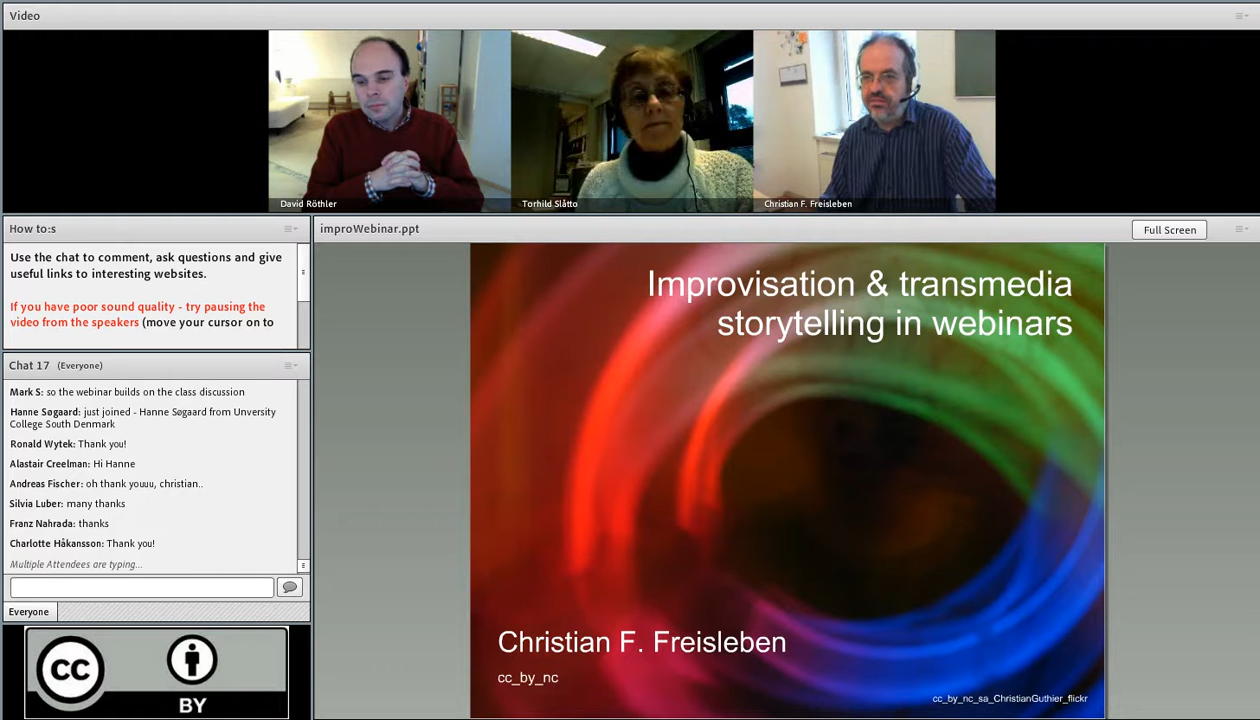 Video
David Röthler
Torhild Slåtto
Christian F. Freisleben
How to:s
Use the chat to comment, ask questions and give
useful links to interesting websites.
If you have poor sound quality - try pausing the
video from the speakers (move your cursor on to
Chat 17 (Everyone)
Mark S: so the webinar builds on the class discussion
Hanne Søgaard: just joined - Hanne Søgaard from Unversity
College South Denmark
Ronald Wytek: Thank you!
Alastair Creelman: Hi Hanne
Andreas Fischer: oh thank youuu, christian..
Silvia Luber: many thanks
Franz Nahrada: thanks
Charlotte Håkansson: Thank you!
Multiple Attendees are typing...
Everyone
cc
BY
improWebinar.ppt
Full Screen
Improvisation & transmedia
storytelling in webinars
Christian F. Freisleben
cc_by_nc
cc_by_nc_sa_ChristianGuthier_flickr